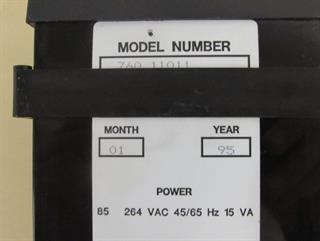 MODEL NUMBER
760 11011
MONTH YEAR
01 95
POWER
85 264 VAC 45/65 Hz 15 VA